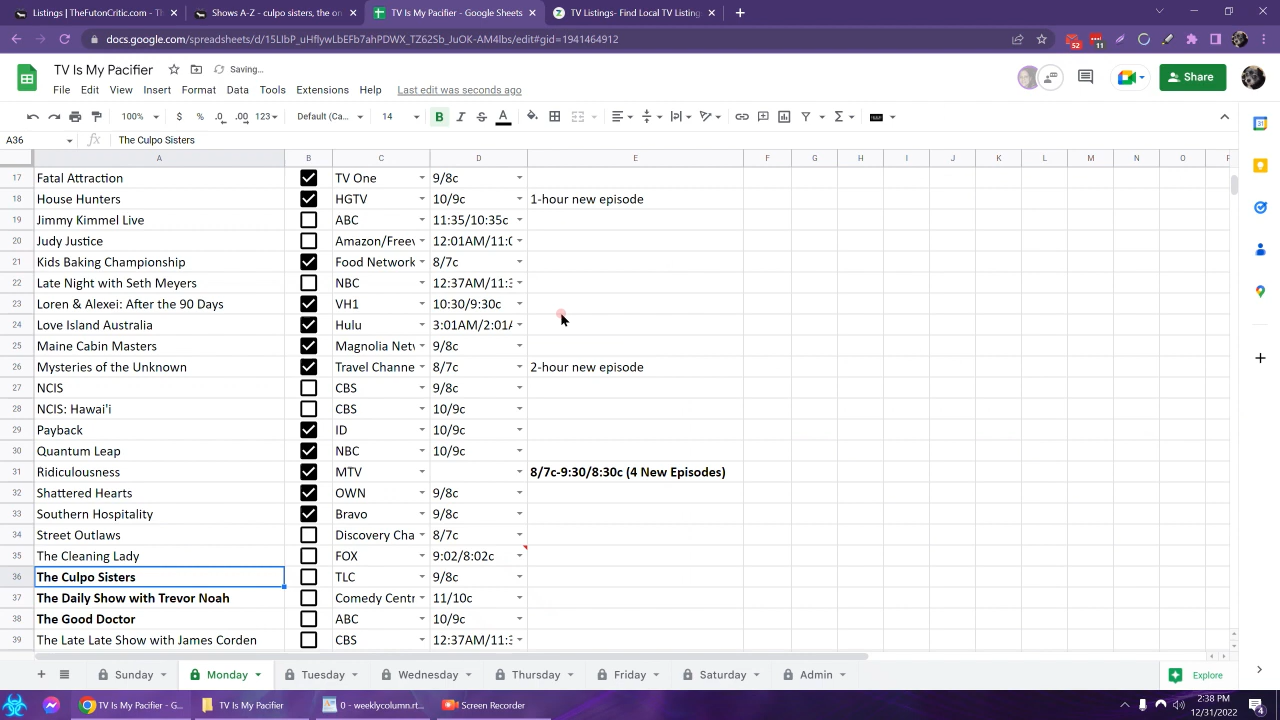 Listings | TheFutonCritic.com - T Shows A-Z - culpo sisters, the on TV Is My Pacifier - Google Sheets TV Listings- Find Local TV Listing
docs.google.com/spreadsheets/d/15LlbP_uHflywLbEFb7ahPDWX_TZ62Sb_JuOK-AM4lbs/edit#gid=1941464912
52 11
TV Is My Pacifier Saving…
File Edit View Insert Format Data Tools Extensions Help Last edit was seconds ago
Share
100% $ % .0 .00 123 Default (Ca... 14 B I S A
A36 fx The Culpo Sisters
A B C D E F G H I J K L M N O
17 Fatal Attraction TV One 9/8c
18 House Hunters HGTV 10/9c 1-hour new episode
19 Jimmy Kimmel Live ABC 11:35/10:35c
20 Judy Justice Amazon/Freev 12:01AM/11:0
21 Kids Baking Championship Food Network 8/7c
22 Late Night with Seth Meyers NBC 12:37AM/11:3
23 Loren & Alexei: After the 90 Days VH1 10:30/9:30c
24 Love Island Australia Hulu 3:01AM/2:01A
25 Maine Cabin Masters Magnolia Netv 9/8c
26 Mysteries of the Unknown Travel Channe 8/7c 2-hour new episode
27 NCIS CBS 9/8c
28 NCIS: Hawai'i CBS 10/9c
29 Payback ID 10/9c
30 Quantum Leap NBC 10/9c
31 Ridiculousness MTV 8/7c-9:30/8:30c (4 New Episodes)
32 Shattered Hearts OWN 9/8c
33 Southern Hospitality Bravo 9/8c
34 Street Outlaws Discovery Cha 8/7c
35 The Cleaning Lady FOX 9:02/8:02c
36 The Culpo Sisters TLC 9/8c
37 The Daily Show with Trevor Noah Comedy Centr 11/10c
38 The Good Doctor ABC 10/9c
39 The Late Late Show with James Corden CBS 12:37AM/11:3
Sunday Monday Tuesday Wednesday Thursday Friday Saturday Admin Explore
TV Is My Pacifier - G... TV Is My Pacifier 0 - weeklycolumn.rt... Screen Recorder 2:38 PM
12/31/2022